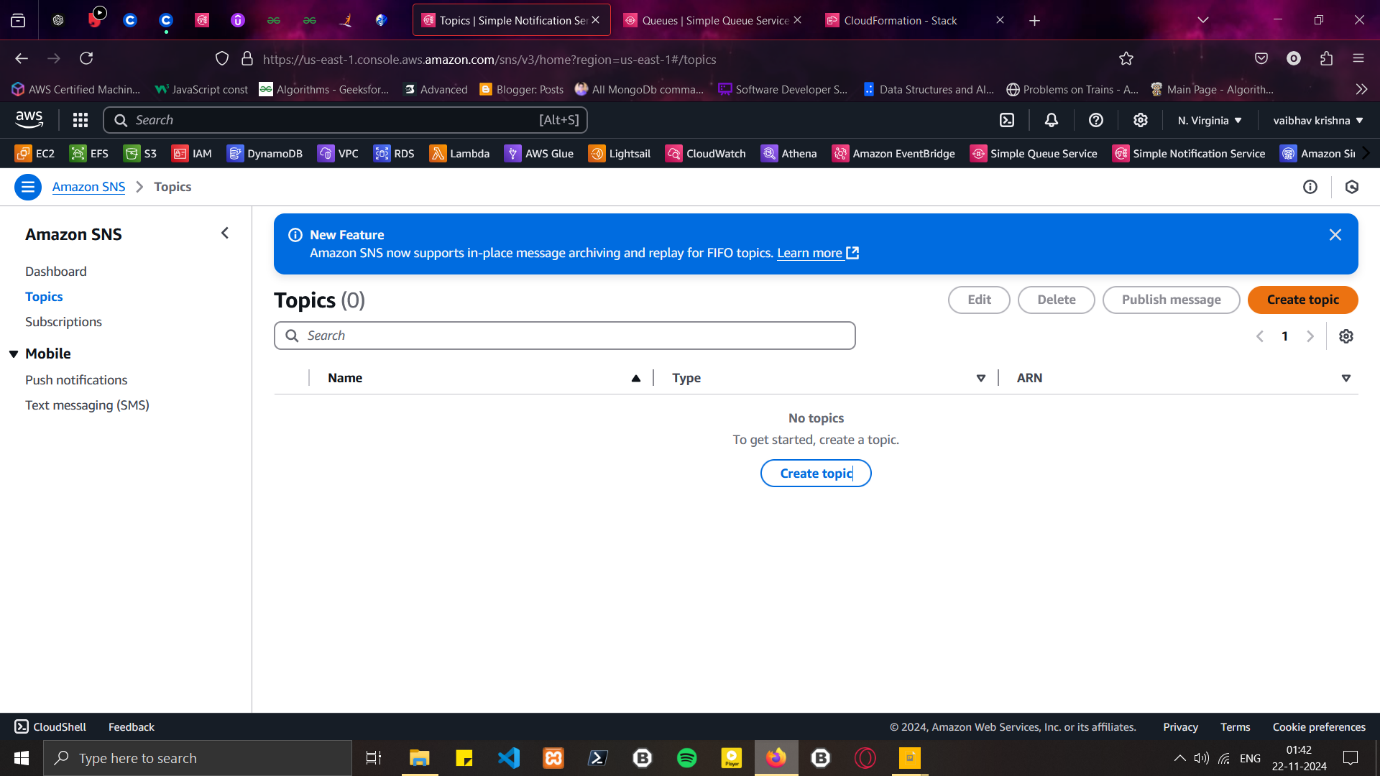 Topics | Simple Notification Ser
Queues | Simple Queue Service
CloudFormation - Stack
https://us-east-1.console.aws.amazon.com/sns/v3/home?region=us-east-1#/topics
AWS Certified Machin...
JavaScript const
Algorithms - Geeksfor...
Advanced
Blogger: Posts
All MongoDb comma...
Software Developer S...
Data Structures and Al...
Problems on Trains - A...
Main Page - Algorith...
aws
Search
[Alt+S]
N. Virginia
vaibhav krishna
EC2
EFS
S3
IAM
DynamoDB
VPC
RDS
Lambda
AWS Glue
Lightsail
CloudWatch
Athena
Amazon EventBridge
Simple Queue Service
Simple Notification Service
Amazon Sir
Amazon SNS
Topics
Amazon SNS
Dashboard
Topics
Subscriptions
Mobile
Push notifications
Text messaging (SMS)
New Feature
Amazon SNS now supports in-place message archiving and replay for FIFO topics. Learn more
Topics (0)
Edit
Delete
Publish message
Create topic
Search
1
Name
Type
ARN
No topics
To get started, create a topic.
Create topic
CloudShell
Feedback
© 2024, Amazon Web Services, Inc. or its affiliates.
Privacy
Terms
Cookie preferences
Type here to search
ENG
01:42
22-11-2024